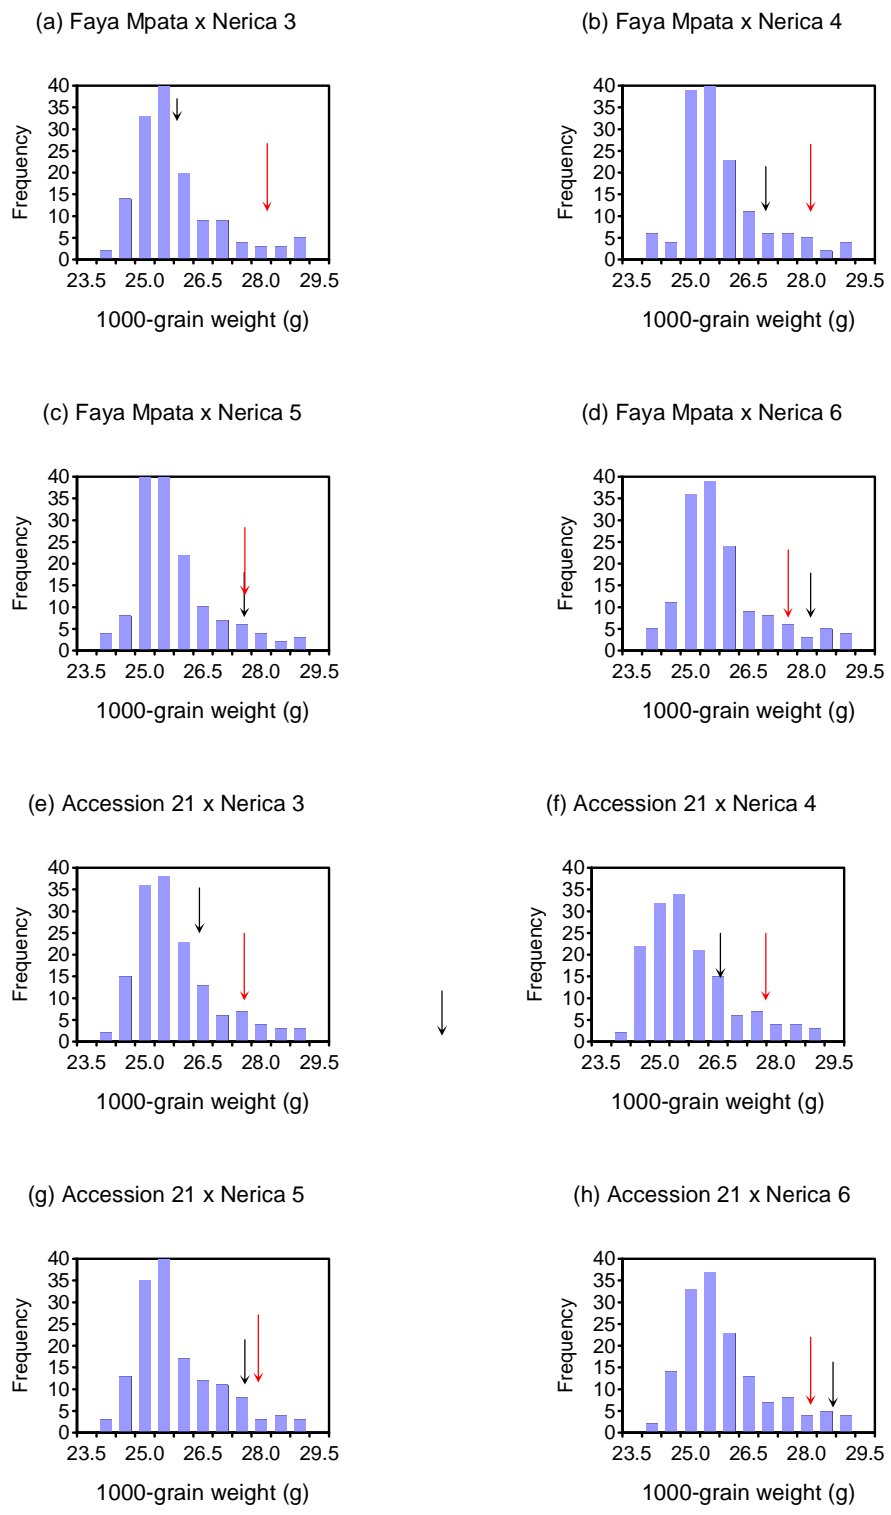 (a) Faya Mpata x Nerica 3
40
35
30
25
20
15
10
5
0
Frequency
23.5 25.0 26.5 28.0 29.5
1000-grain weight (g)
(b) Faya Mpata x Nerica 4
40
35
30
25
20
15
10
5
0
Frequency
23.5 25.0 26.5 28.0 29.5
1000-grain weight (g)
(c) Faya Mpata x Nerica 5
40
35
30
25
20
15
10
5
0
Frequency
23.5 25.0 26.5 28.0 29.5
1000-grain weight (g)
(d) Faya Mpata x Nerica 6
40
35
30
25
20
15
10
5
0
Frequency
23.5 25.0 26.5 28.0 29.5
1000-grain weight (g)
(e) Accession 21 x Nerica 3
40
35
30
25
20
15
10
5
0
Frequency
23.5 25.0 26.5 28.0 29.5
1000-grain weight (g)
(f) Accession 21 x Nerica 4
40
35
30
25
20
15
10
5
0
Frequency
23.5 25.0 26.5 28.0 29.5
1000-grain weight (g)
(g) Accession 21 x Nerica 5
40
35
30
25
20
15
10
5
0
Frequency
23.5 25.0 26.5 28.0 29.5
1000-grain weight (g)
(h) Accession 21 x Nerica 6
40
35
30
25
20
15
10
5
0
Frequency
23.5 25.0 26.5 28.0 29.5
1000-grain weight (g)